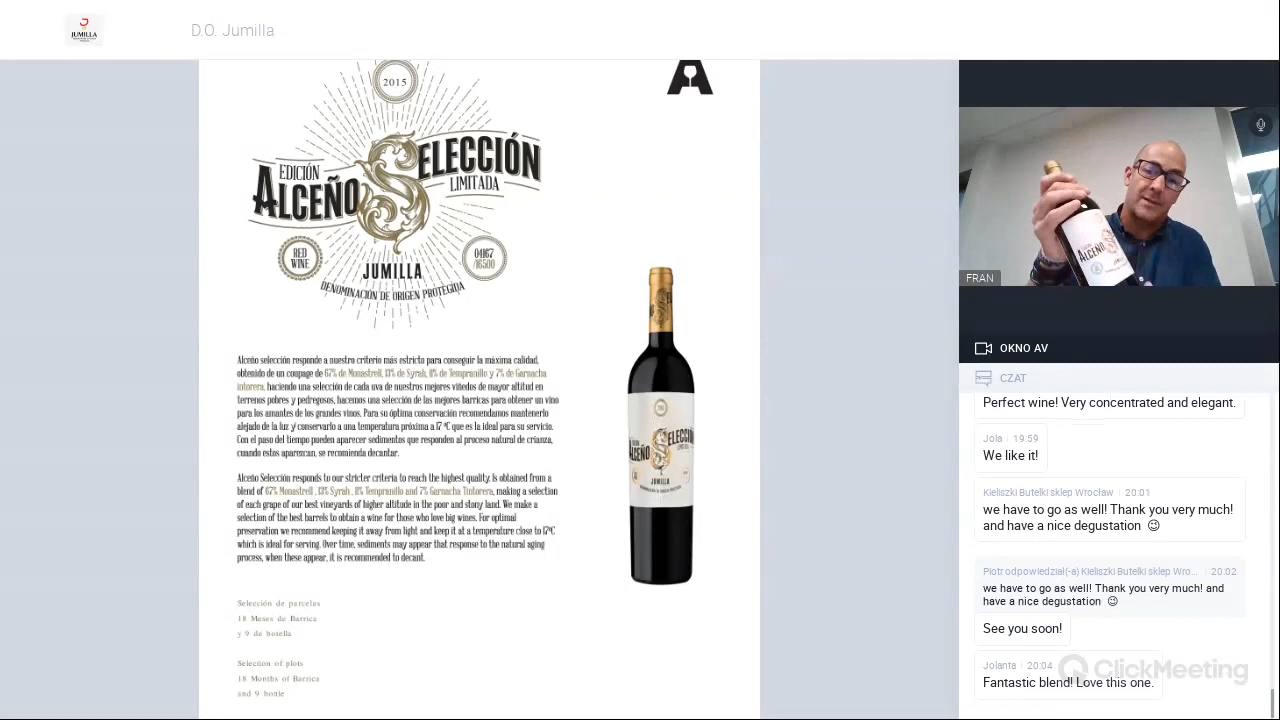 JUMILLA
D.O. Jumilla
2015
EDICIÓN
ALCEÑO
SELECCIÓN
LIMITADA
RED
WINE
04167
/16500
JUMILLA
DENOMINACIÓN DE ORIGEN PROTEGIDA
Alceño selección responde a nuestro criterio más estricto para conseguir la máxima calidad,
obtenido de un coupage de 67% de Monastrell, 13% de Syrah, 11% de Tempranillo y 7% de Garnacha
intorera, haciendo una selección de cada uva de nuestros mejores viñedos de mayor altitud en
terrenos pobres y pedregosos, hacemos una selección de las mejores barricas para obtener un vino
para los amantes de los grandes vinos. Para su óptima conservación recomendamos mantenerlo
alejado de la luz y conservarlo a una temperatura próxima a 17 ºC que es la ideal para su servicio.
Con el paso del tiempo pueden aparecer sedimentos que responden al proceso natural de crianza,
cuando estos aparezcan, se recomienda decantar.
Alceño Selección responds to our stricter criteria to reach the highest quality. Is obtained from a
blend of 67% Monastrell , 13% Syrah , 11% Tempranillo and 7% Garnacha Tintorera, making a selection
of each grape of our best vineyards of higher altitude in the poor and stony land. We make a
selection of the best barrels to obtain a wine for those who love big wines. For optimal
preservation we recommend keeping it away from light and keep it at a temperature close to 17ºC
which is ideal for serving. Over time, sediments may appear that response to the natural aging
process, when these appear, it is recommended to decant.
Selección de parcelas
18 Meses de Barrica
y 9 de botella
Selection of plots
18 Months of Barrica
and 9 bottle
ALCEÑO
SELECCIÓN
JUMILLA
ALCEÑO
FRAN
OKNO AV
CZAT
Perfect wine! Very concentrated and elegant.
Jola 19:59
We like it!
Kieliszki Butelki sklep Wrocław 20:01
we have to go as well! Thank you very much!
and have a nice degustation 😉
Piotr odpowiedział(-a) Kieliszki Butelki sklep Wro... 20:02
we have to go as well! Thank you very much! and
have a nice degustation 😉
See you soon!
Jolanta 20:04
Fantastic blend! Love this one.
ClickMeeting